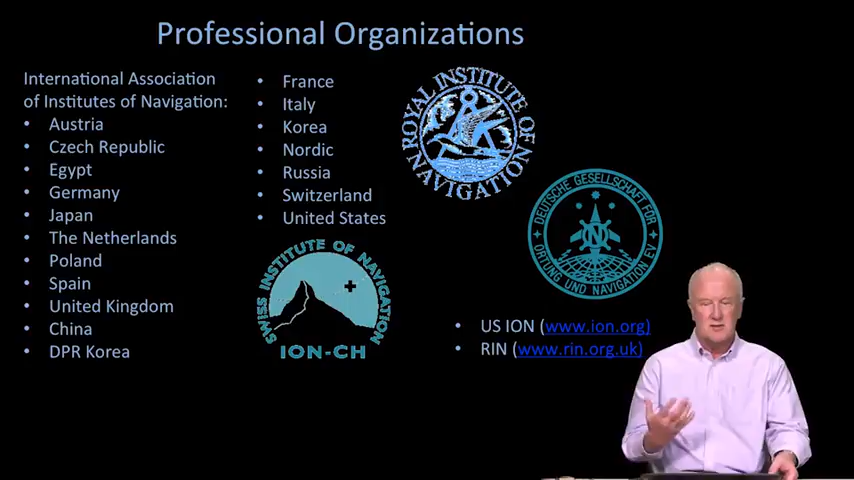 Professional Organizations
International Association
of Institutes of Navigation:
• Austria
• Czech Republic
• Egypt
• Germany
• Japan
• The Netherlands
• Poland
• Spain
• United Kingdom
• China
• DPR Korea
• France
• Italy
• Korea
• Nordic
• Russia
• Switzerland
• United States
ROYAL INSTITUTE OF NAVIGATION
DEUTSCHE GESELLSCHAFT FÜR
ORTUNG UND NAVIGATION EV
N
SWISS INSTITUTE OF NAVIGATION
ION-CH
• US ION (www.ion.org)
• RIN (www.rin.org.uk)